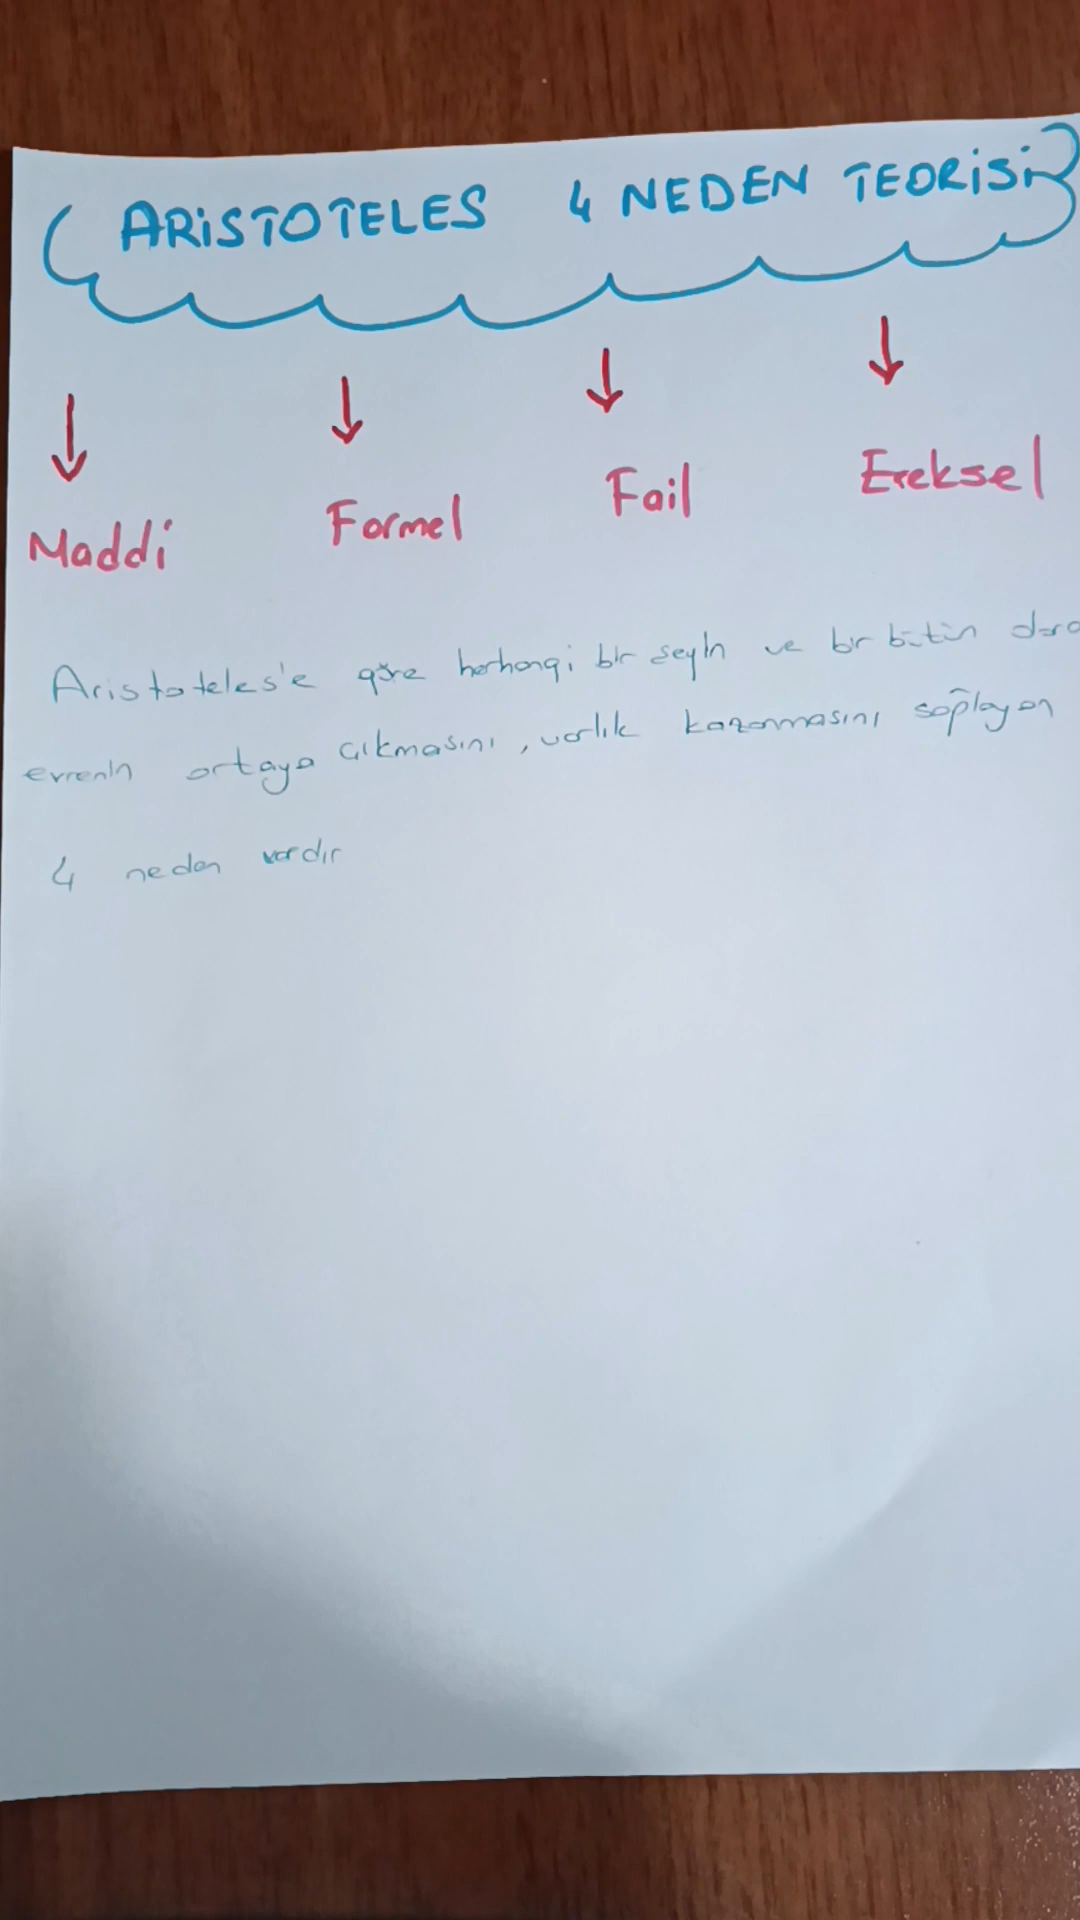 ARİSTOTELES 4 NEDEN TEORİSİ
Maddi Formel Fail Ereksel
Aristoteles'e göre herhangi bir şeyin ve bir bütün
evrenin ortaya çıkmasını, varlık kazanmasını sağlayan
4 neden vardır